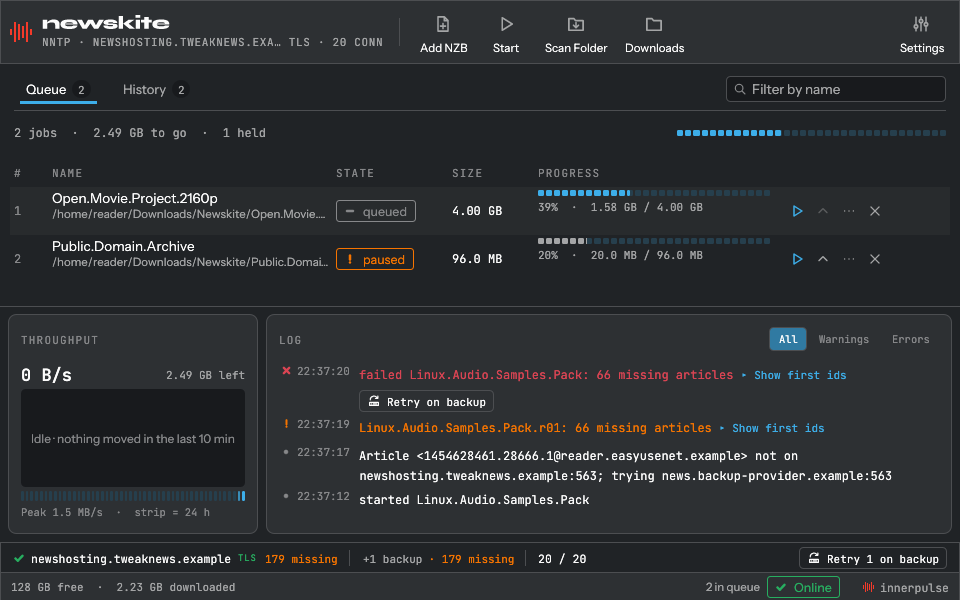 newskite
NNTP · NEWSHOSTING.TWEAKNEWS.EXA… TLS · 20 CONN
Add NZB
Start
Scan Folder
Downloads
Settings
Queue 2
History 2
Filter by name
2 jobs · 2.49 GB to go · 1 held
# NAME STATE SIZE PROGRESS
Open.Movie.Project.2160p
1 /home/reader/Downloads/Newskite/Open.Movie.… queued 4.00 GB 39% · 1.58 GB / 4.00 GB
Public.Domain.Archive
2 /home/reader/Downloads/Newskite/Public.Domai… ! paused 96.0 MB 20% · 20.0 MB / 96.0 MB
THROUGHPUT
0 B/s 2.49 GB left
Idle · nothing moved in the last 10 min
Peak 1.5 MB/s · strip = 24 h
LOG
All Warnings Errors
22:37:20 failed Linux.Audio.Samples.Pack: 66 missing articles ▸ Show first ids
Retry on backup
! 22:37:19 Linux.Audio.Samples.Pack.r01: 66 missing articles ▸ Show first ids
22:37:17 Article <1454628461.28666.1@reader.easyusenet.example> not on
newshosting.tweaknews.example:563; trying news.backup-provider.example:563
22:37:12 started Linux.Audio.Samples.Pack
newshosting.tweaknews.example TLS 179 missing +1 backup · 179 missing 20 / 20 Retry 1 on backup
128 GB free · 2.23 GB downloaded 2 in queue Online innerpulse